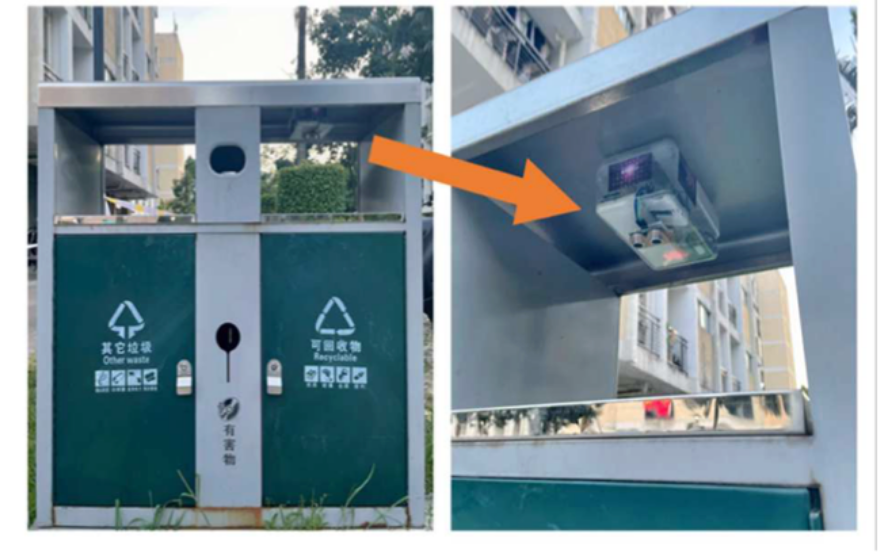 其它垃圾
Other waste
可回收物
Recyclable
有
害
物